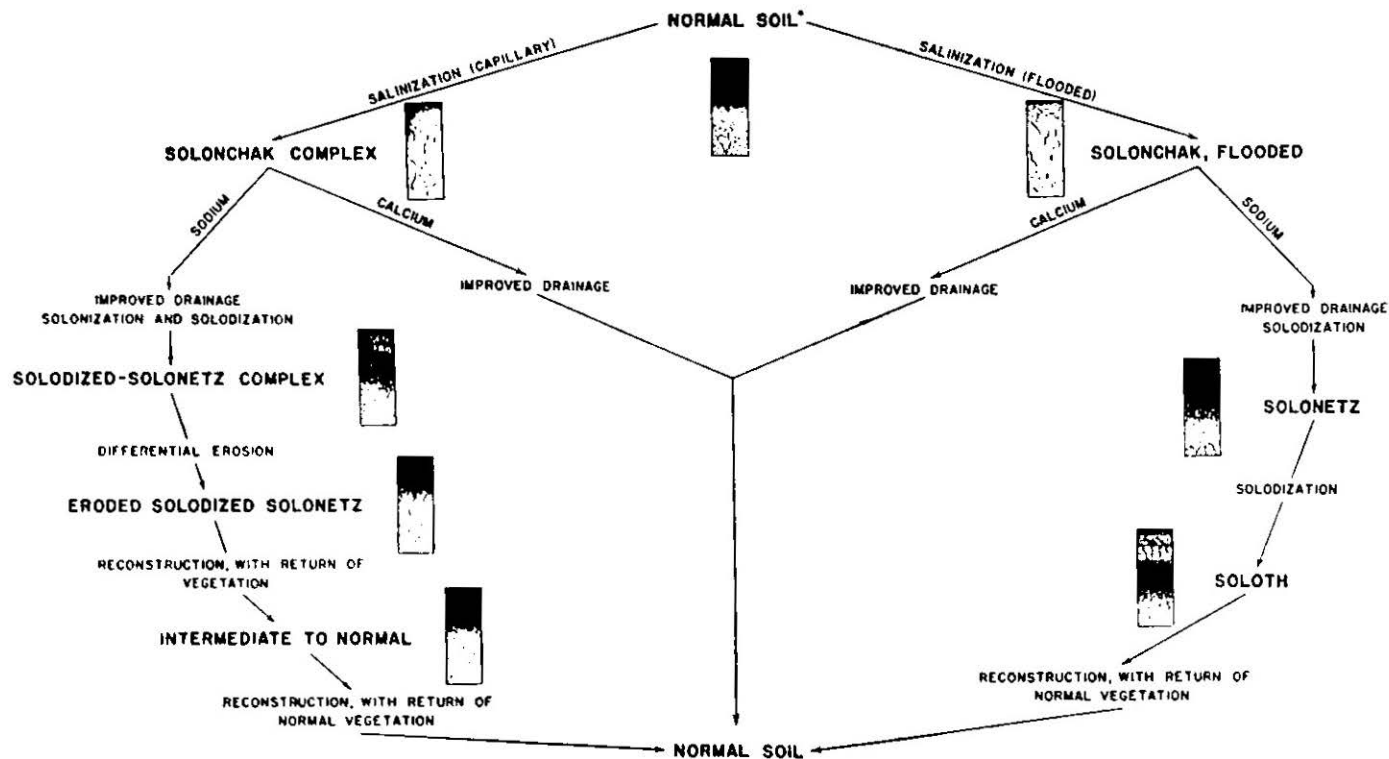 NORMAL SOIL*
SALINIZATION (CAPILLARY)
SALINIZATION (FLOODED)
SOLONCHAK COMPLEX
SOLONCHAK, FLOODED
SODIUM
CALCIUM
CALCIUM
SODIUM
IMPROVED DRAINAGE
SOLONIZATION AND SOLODIZATION
IMPROVED DRAINAGE
IMPROVED DRAINAGE
IMPROVED DRAINAGE
SOLODIZATION
SOLODIZED-SOLONETZ COMPLEX
SOLONETZ
DIFFERENTIAL EROSION
SOLODIZATION
ERODED SOLODIZED SOLONETZ
RECONSTRUCTION, WITH RETURN OF
VEGETATION
SOLOTH
INTERMEDIATE TO NORMAL
RECONSTRUCTION, WITH RETURN OF
NORMAL VEGETATION
RECONSTRUCTION, WITH RETURN OF
NORMAL VEGETATION
NORMAL SOIL